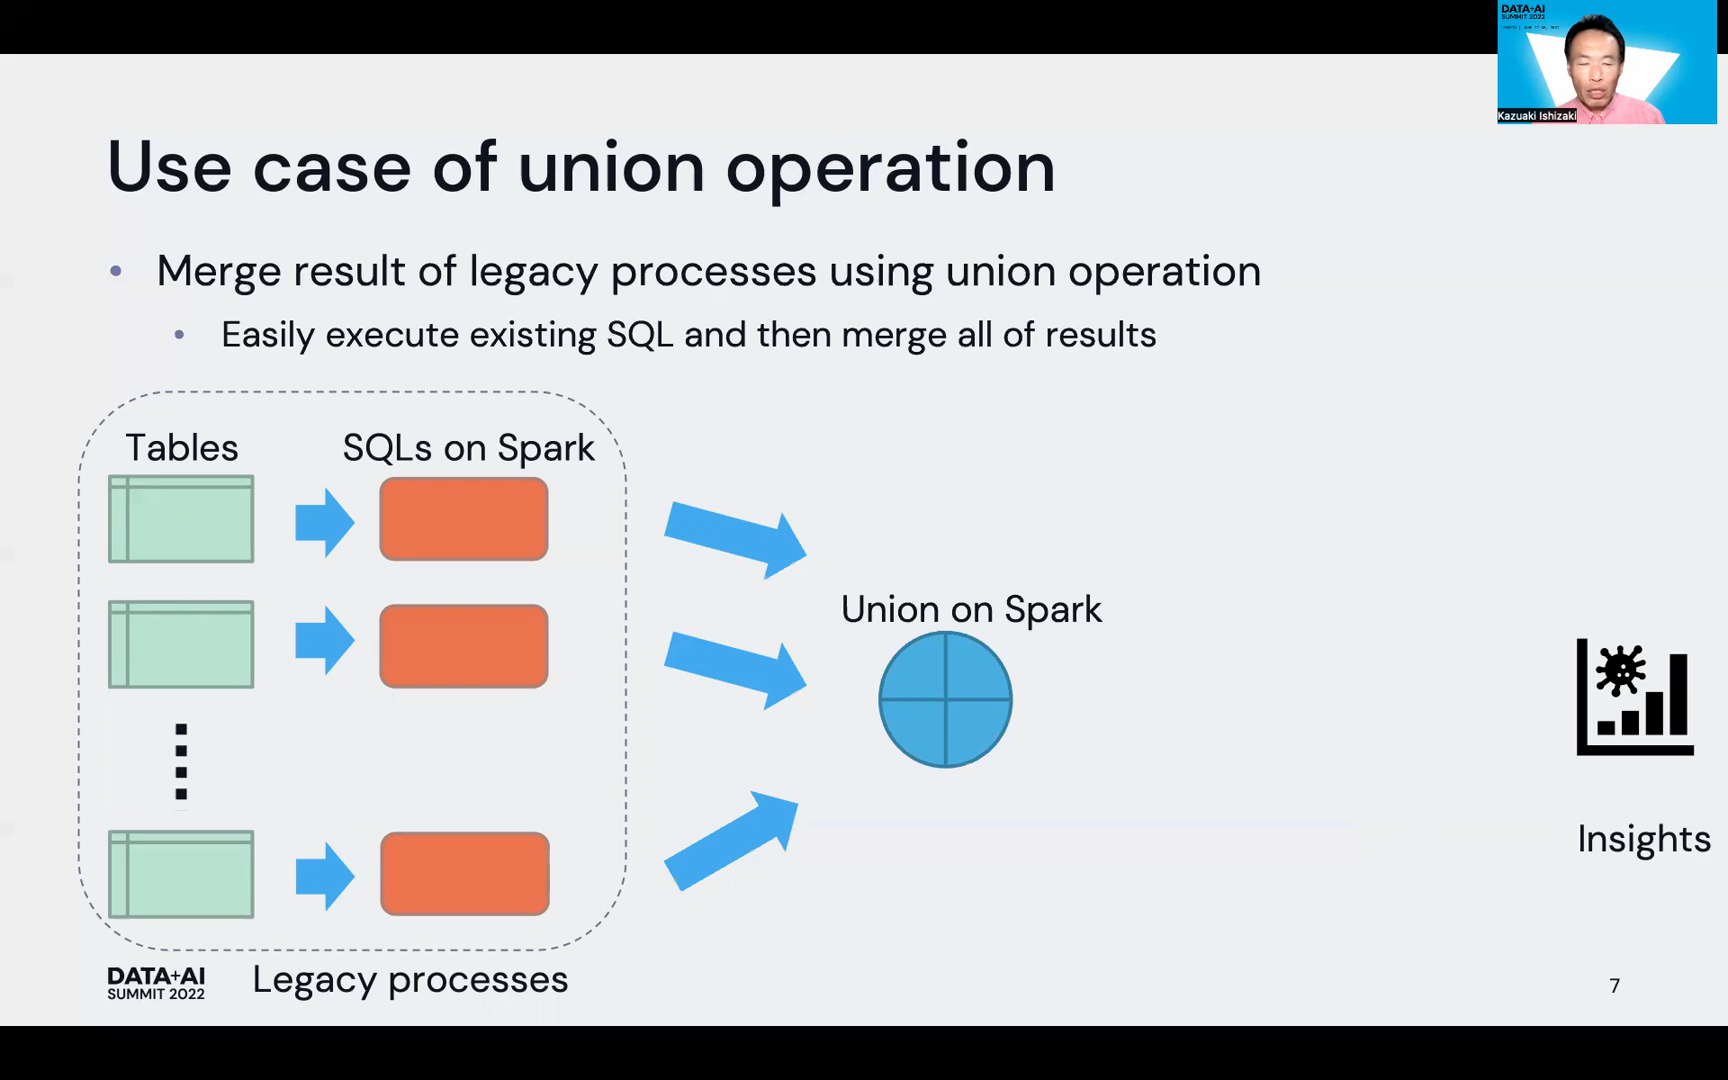 DATA+AI
SUMMIT 2022
Kazuaki Ishizaki
Use case of union operation
• Merge result of legacy processes using union operation
• Easily execute existing SQL and then merge all of results
Tables
SQLs on Spark
Union on Spark
Insights
Legacy processes
DATA+AI
SUMMIT 2022
7